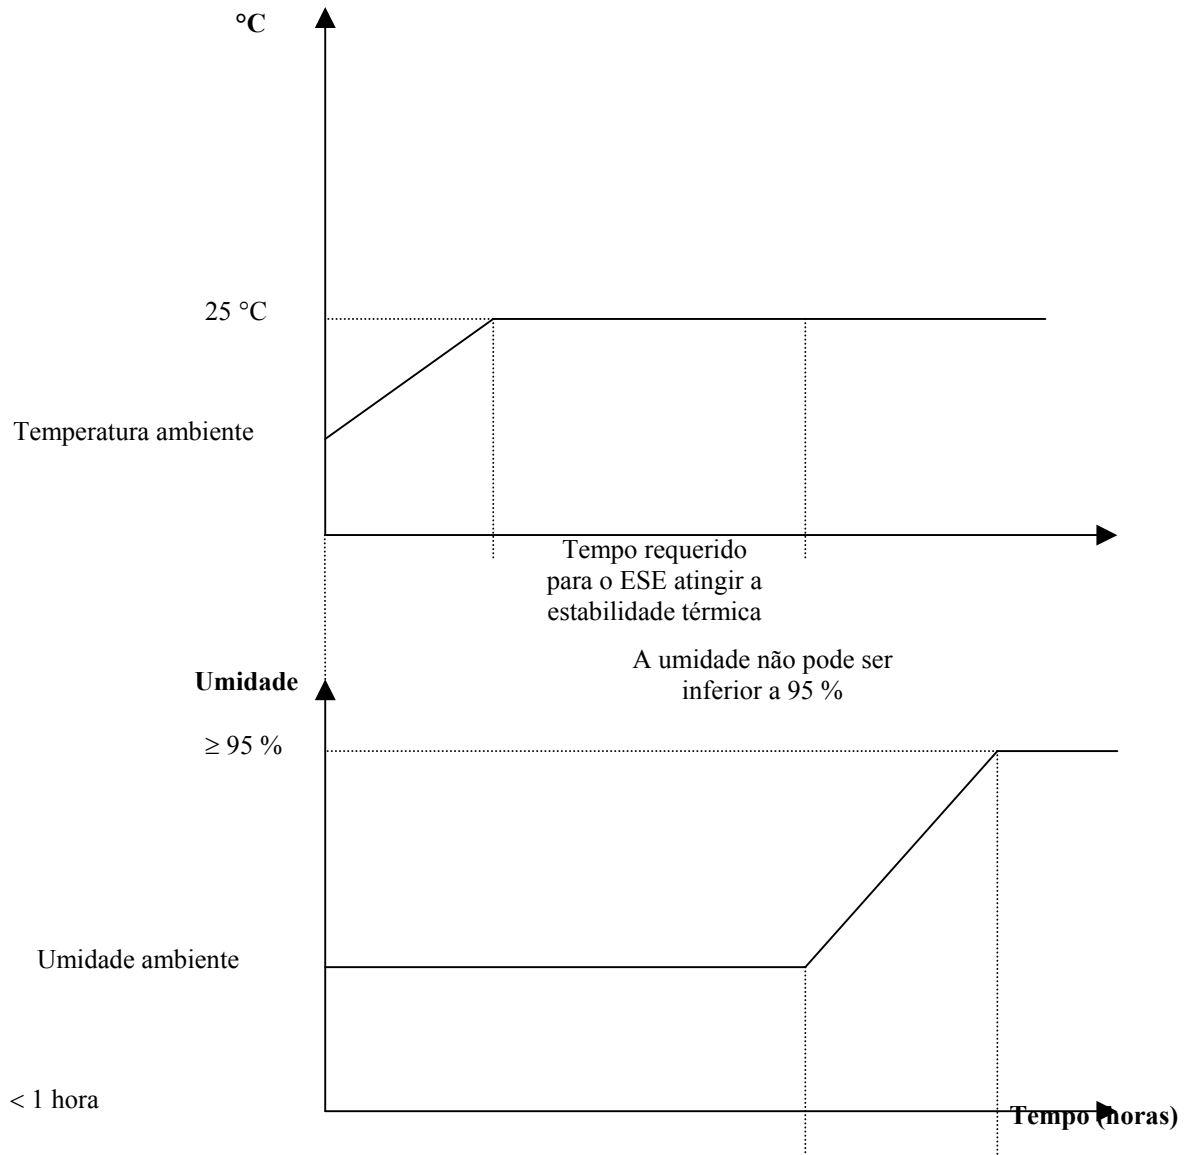 °C
25 °C
Temperatura ambiente
Tempo requerido
para o ESE atingir a
estabilidade térmica
A umidade não pode ser
inferior a 95 %
Umidade
≥ 95 %
Umidade ambiente
< 1 hora
Tempo (horas)